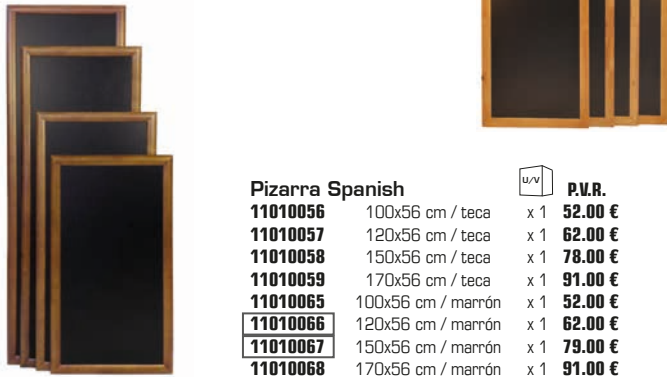 Pizarra Spanish U/V P.V.R.
11010056 100x56 cm / teca x 1 52.00 €
11010057 120x56 cm / teca x 1 62.00 €
11010058 150x56 cm / teca x 1 78.00 €
11010059 170x56 cm / teca x 1 91.00 €
11010065 100x56 cm / marrón x 1 52.00 €
11010066 120x56 cm / marrón x 1 62.00 €
11010067 150x56 cm / marrón x 1 79.00 €
11010068 170x56 cm / marrón x 1 91.00 €